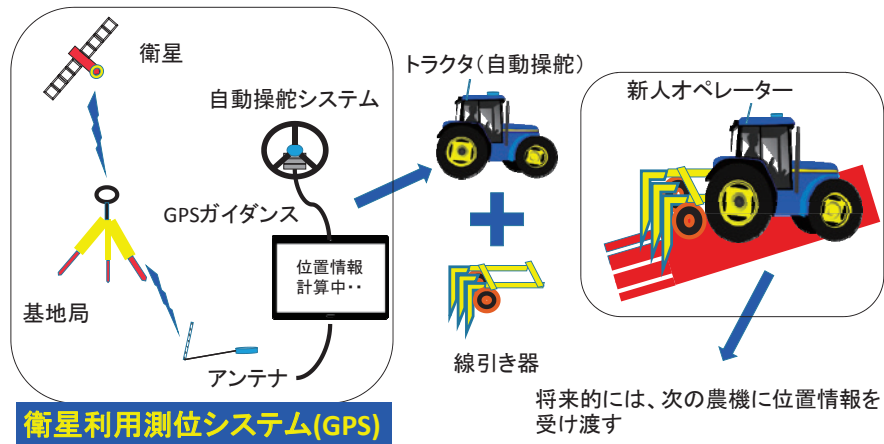 衛星
自動操舵システム
GPSガイダンス
位置情報
計算中・・
基地局
アンテナ
衛星利用測位システム(GPS)
トラクタ(自動操舵)
線引き器
新人オペレーター
将来的には、次の農機に位置情報を
受け渡す